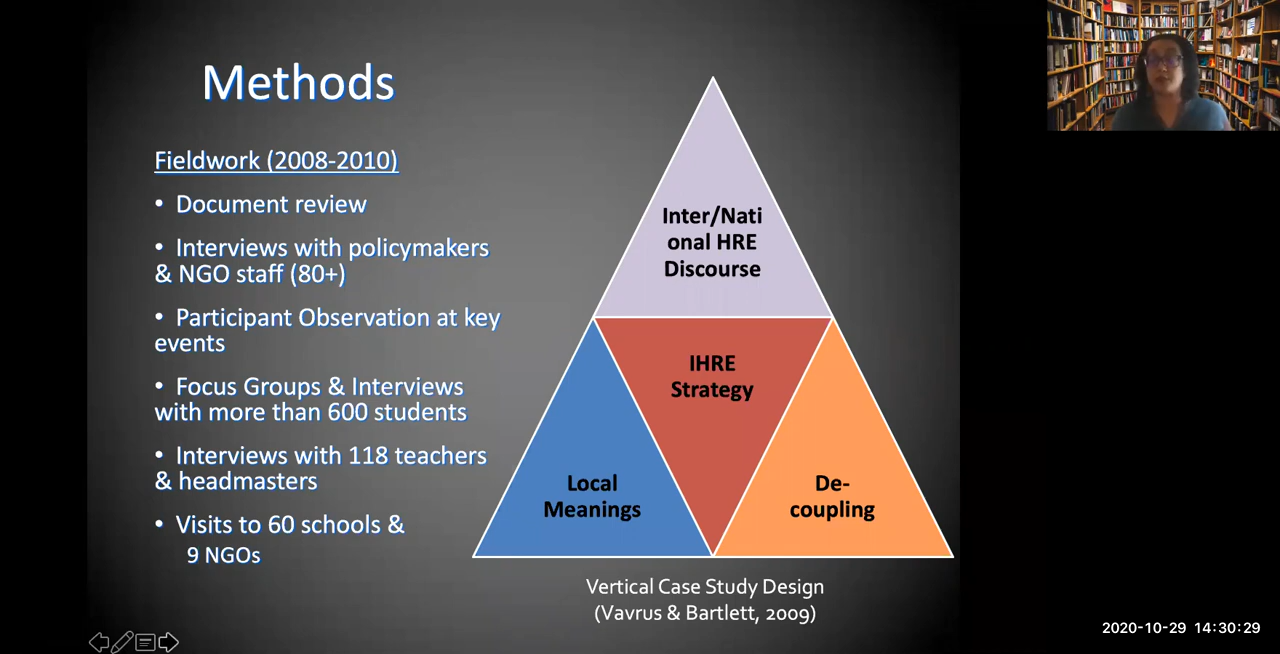 Methods
Fieldwork (2008-2010)
• Document review
• Interviews with policymakers
& NGO staff (80+)
• Participant Observation at key
events
• Focus Groups & Interviews
with more than 600 students
• Interviews with 118 teachers
& headmasters
• Visits to 60 schools &
9 NGOs
Inter/Nati
onal HRE
Discourse
IHRE
Strategy
Local
Meanings
De-
coupling
Vertical Case Study Design
(Vavrus & Bartlett, 2009)
2020-10-29 14:30:29